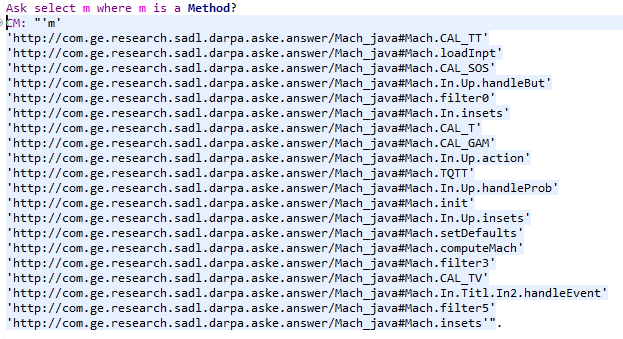 Ask select m where m is a Method?
CM: "'m'
'http://com.ge.research.sadl.darpa.aske.answer/Mach_java#Mach.CAL_TT'
'http://com.ge.research.sadl.darpa.aske.answer/Mach_java#Mach.loadInpt'
'http://com.ge.research.sadl.darpa.aske.answer/Mach_java#Mach.CAL_SOS'
'http://com.ge.research.sadl.darpa.aske.answer/Mach_java#Mach.In.Up.handleBut'
'http://com.ge.research.sadl.darpa.aske.answer/Mach_java#Mach.filter0'
'http://com.ge.research.sadl.darpa.aske.answer/Mach_java#Mach.In.insets'
'http://com.ge.research.sadl.darpa.aske.answer/Mach_java#Mach.CAL_T'
'http://com.ge.research.sadl.darpa.aske.answer/Mach_java#Mach.CAL_GAM'
'http://com.ge.research.sadl.darpa.aske.answer/Mach_java#Mach.In.Up.action'
'http://com.ge.research.sadl.darpa.aske.answer/Mach_java#Mach.TQTT'
'http://com.ge.research.sadl.darpa.aske.answer/Mach_java#Mach.In.Up.handleProb'
'http://com.ge.research.sadl.darpa.aske.answer/Mach_java#Mach.init'
'http://com.ge.research.sadl.darpa.aske.answer/Mach_java#Mach.In.Up.insets'
'http://com.ge.research.sadl.darpa.aske.answer/Mach_java#Mach.setDefaults'
'http://com.ge.research.sadl.darpa.aske.answer/Mach_java#Mach.computeMach'
'http://com.ge.research.sadl.darpa.aske.answer/Mach_java#Mach.filter3'
'http://com.ge.research.sadl.darpa.aske.answer/Mach_java#Mach.CAL_TV'
'http://com.ge.research.sadl.darpa.aske.answer/Mach_java#Mach.In.Titl.In2.handleEvent'
'http://com.ge.research.sadl.darpa.aske.answer/Mach_java#Mach.filter5'
'http://com.ge.research.sadl.darpa.aske.answer/Mach_java#Mach.insets'".